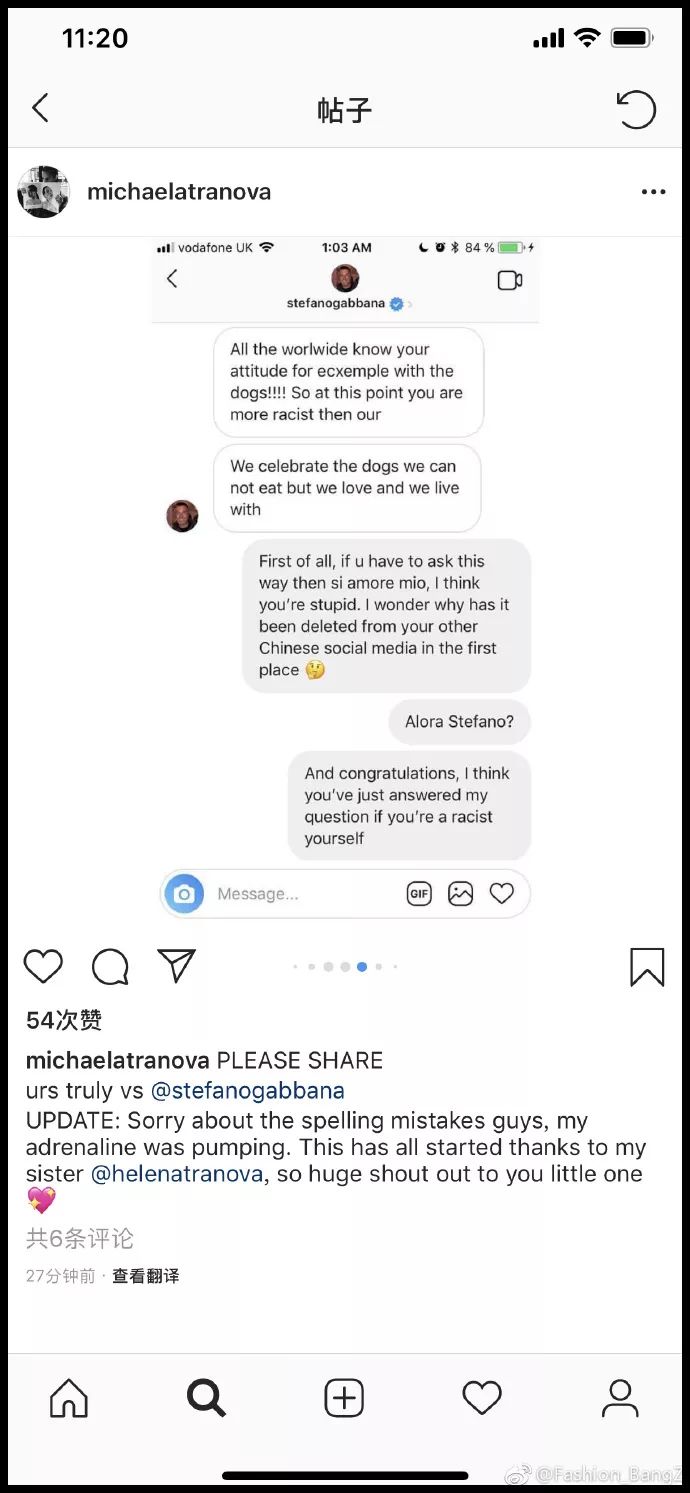 11:20
帖子
michaelatranova
vodafone UK
1:03 AM
84 %
stefanogabbana
All the worlwide know your
attitude for ecxemple with the
dogs!!!! So at this point you are
more racist then our
We celebrate the dogs we can
not eat but we love and we live
with
First of all, if u have to ask this
way then si amore mio, I think
you’re stupid. I wonder why has it
been deleted from your other
Chinese social media in the first
place 🤔
Alora Stefano?
And congratulations, I think
you’ve just answered my
question if you’re a racist
yourself
Message...
GIF
54次赞
michaelatranova PLEASE SHARE
urs truly vs @stefanogabbana
UPDATE: Sorry about the spelling mistakes guys, my
adrenaline was pumping. This has all started thanks to my
sister @helenatranova, so huge shout out to you little one
💖
共6条评论
27分钟前 · 查看翻译
@Fashion_BangZ